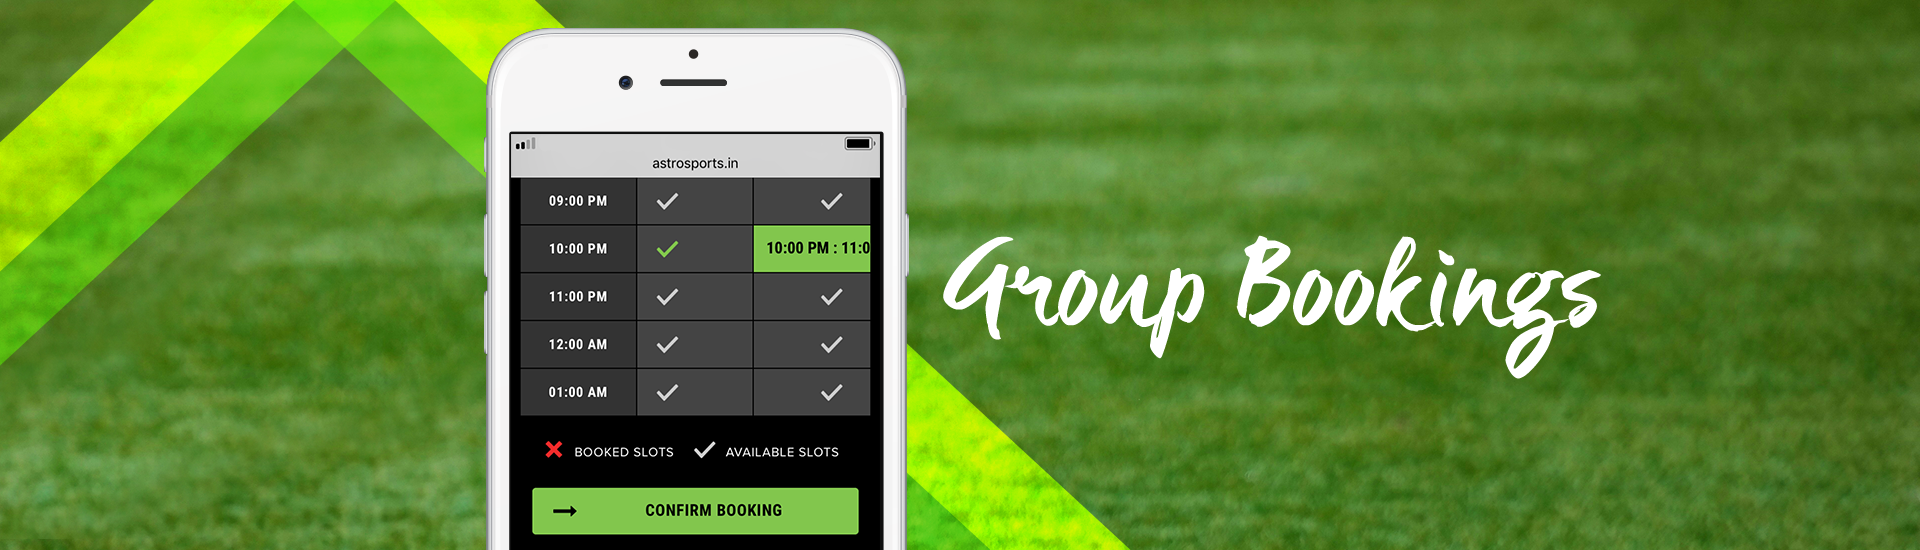 astrosports.in
09:00 PM
10:00 PM 10:00 PM : 11:0
11:00 PM
12:00 AM
01:00 AM
BOOKED SLOTS AVAILABLE SLOTS
CONFIRM BOOKING
Group Bookings